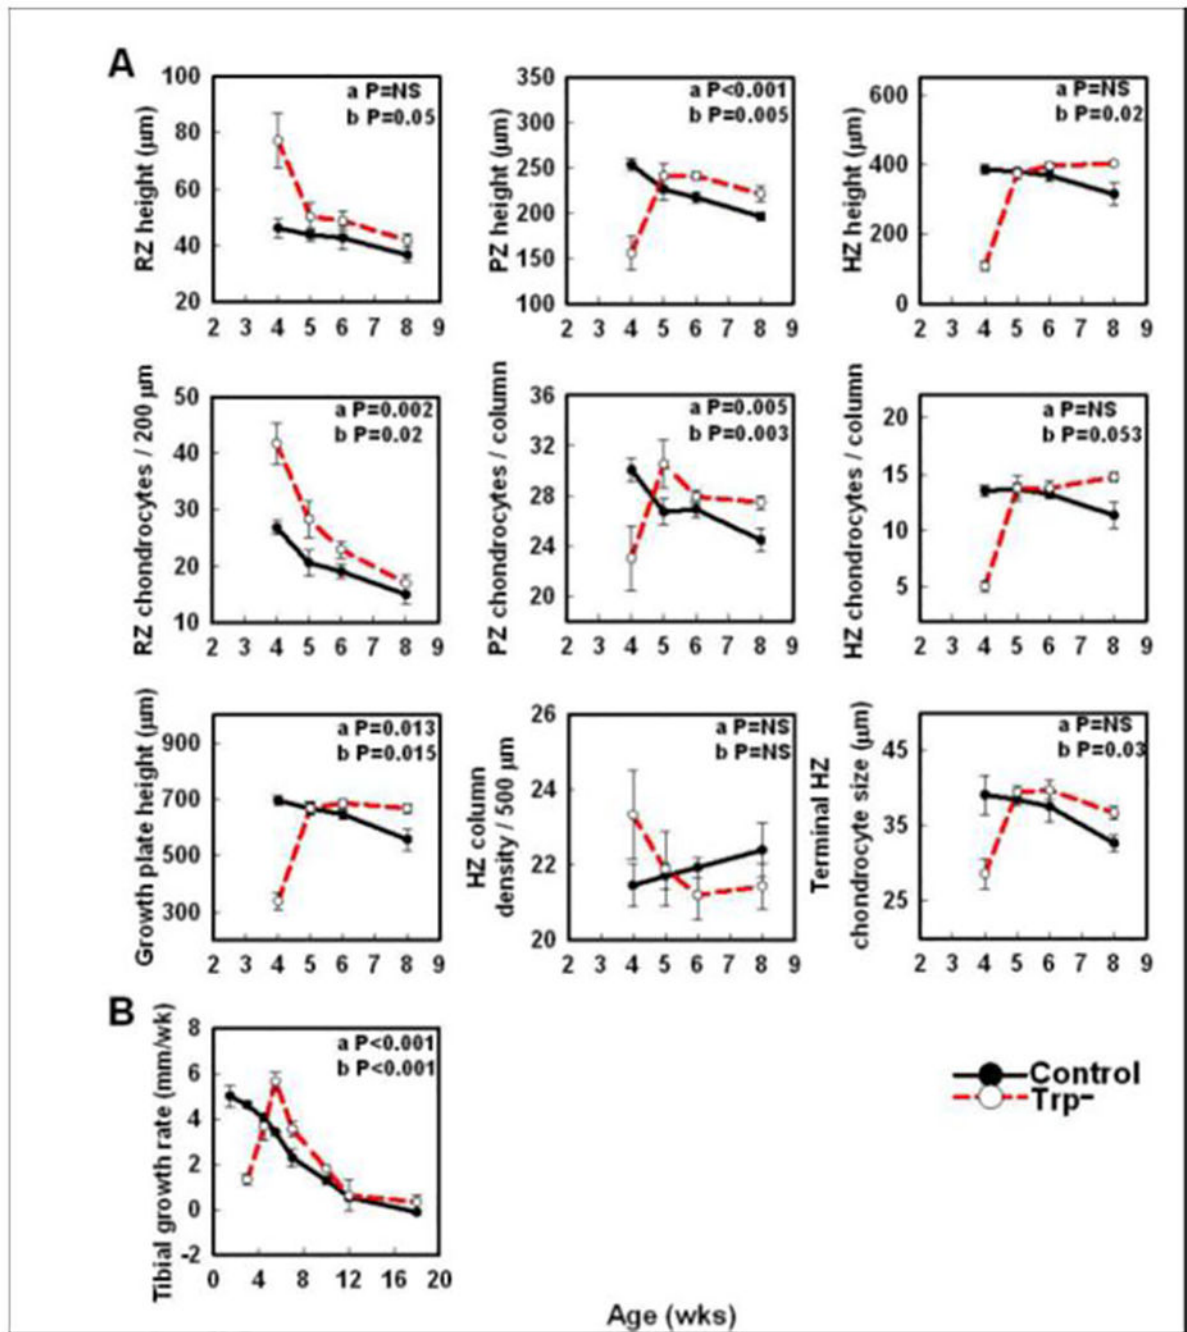 A
RZ height (µm)
100
80
60
40
20
a P=NS
b P=0.05
2 3 4 5 6 7 8 9
PZ height (µm)
350
300
250
200
150
100
a P<0.001
b P=0.005
2 3 4 5 6 7 8 9
HZ height (µm)
600
400
200
0
a P=NS
b P=0.02
2 3 4 5 6 7 8 9
RZ chondrocytes / 200 µm
50
40
30
20
10
a P=0.002
b P=0.02
2 3 4 5 6 7 8 9
PZ chondrocytes / column
36
32
28
24
20
a P=0.005
b P=0.003
2 3 4 5 6 7 8 9
HZ chondrocytes / column
20
15
10
5
a P=NS
b P=0.053
2 3 4 5 6 7 8 9
Growth plate height (µm)
900
700
500
300
a P=0.013
b P=0.015
2 3 4 5 6 7 8 9
HZ column
density / 500 µm
26
24
22
20
a P=NS
b P=NS
2 3 4 5 6 7 8 9
Terminal HZ
chondrocyte size (µm)
45
35
25
a P=NS
b P=0.03
2 3 4 5 6 7 8 9
B
Tibial growth rate (mm/wk)
8
6
4
2
0
-2
a P<0.001
b P<0.001
0 4 8 12 16 20
Control
Trp−
Age (wks)